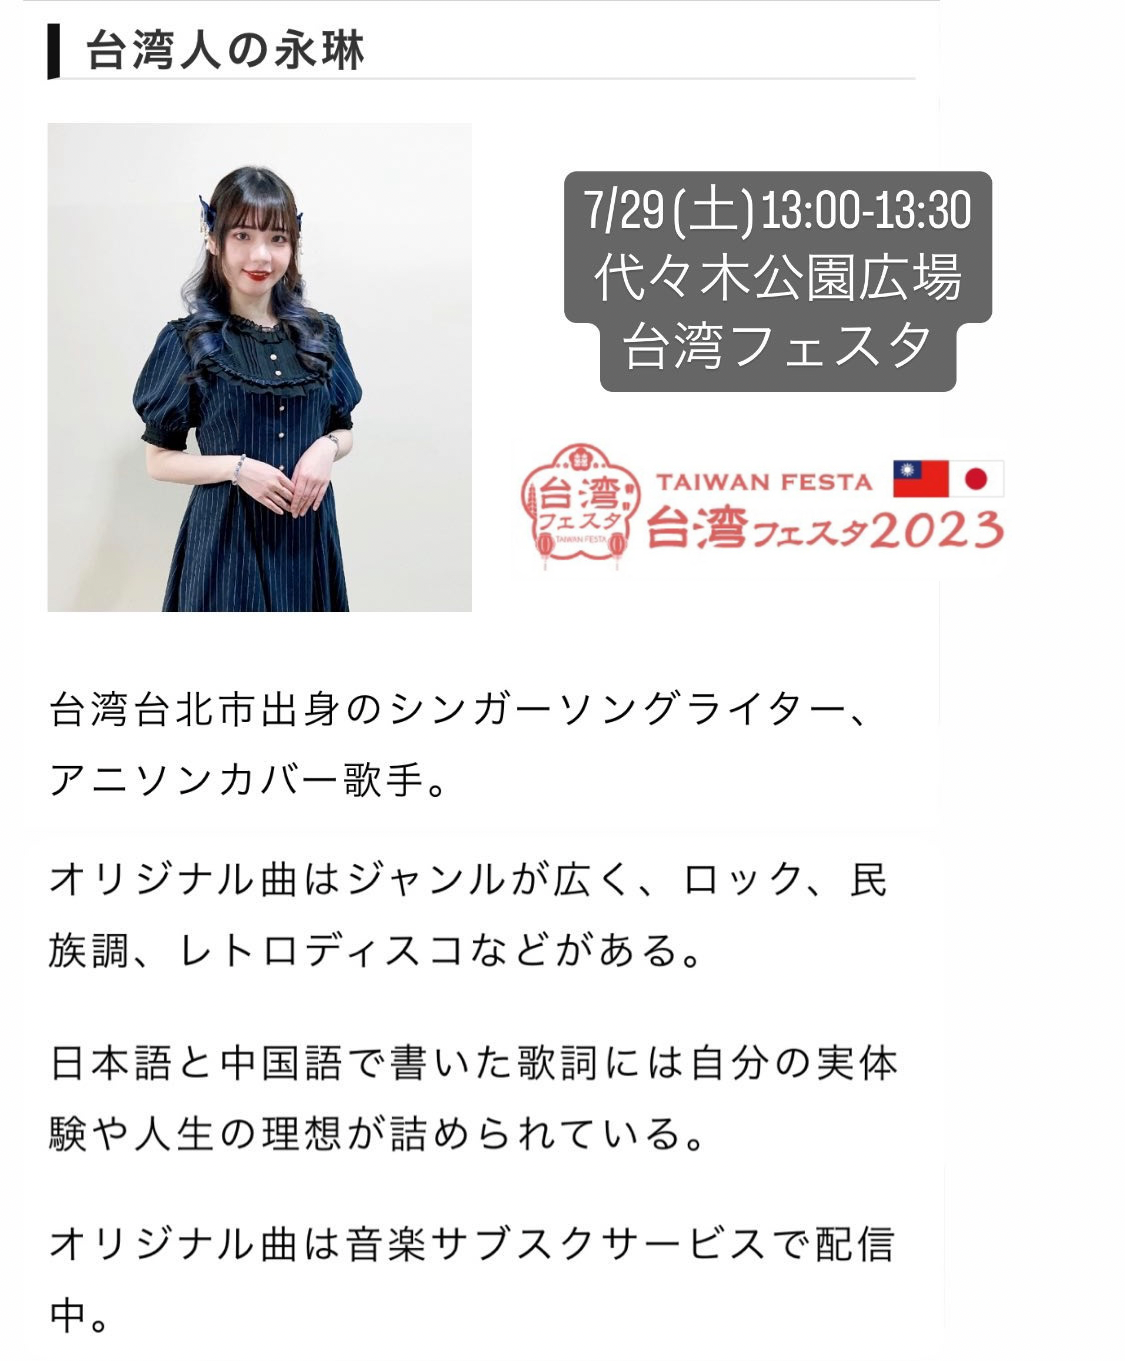 台湾人の永琳
7/29(土)13:00-13:30
代々木公園広場
台湾フェスタ
台湾
フェスタ
TAIWAN FESTA
TAIWAN FESTA
台湾フェスタ2023
台湾台北市出身のシンガーソングライター、
アニソンカバー歌手。
オリジナル曲はジャンルが広く、ロック、民
族調、レトロディスコなどがある。
日本語と中国語で書いた歌詞には自分の実体
験や人生の理想が詰められている。
オリジナル曲は音楽サブスクサービスで配信
中。